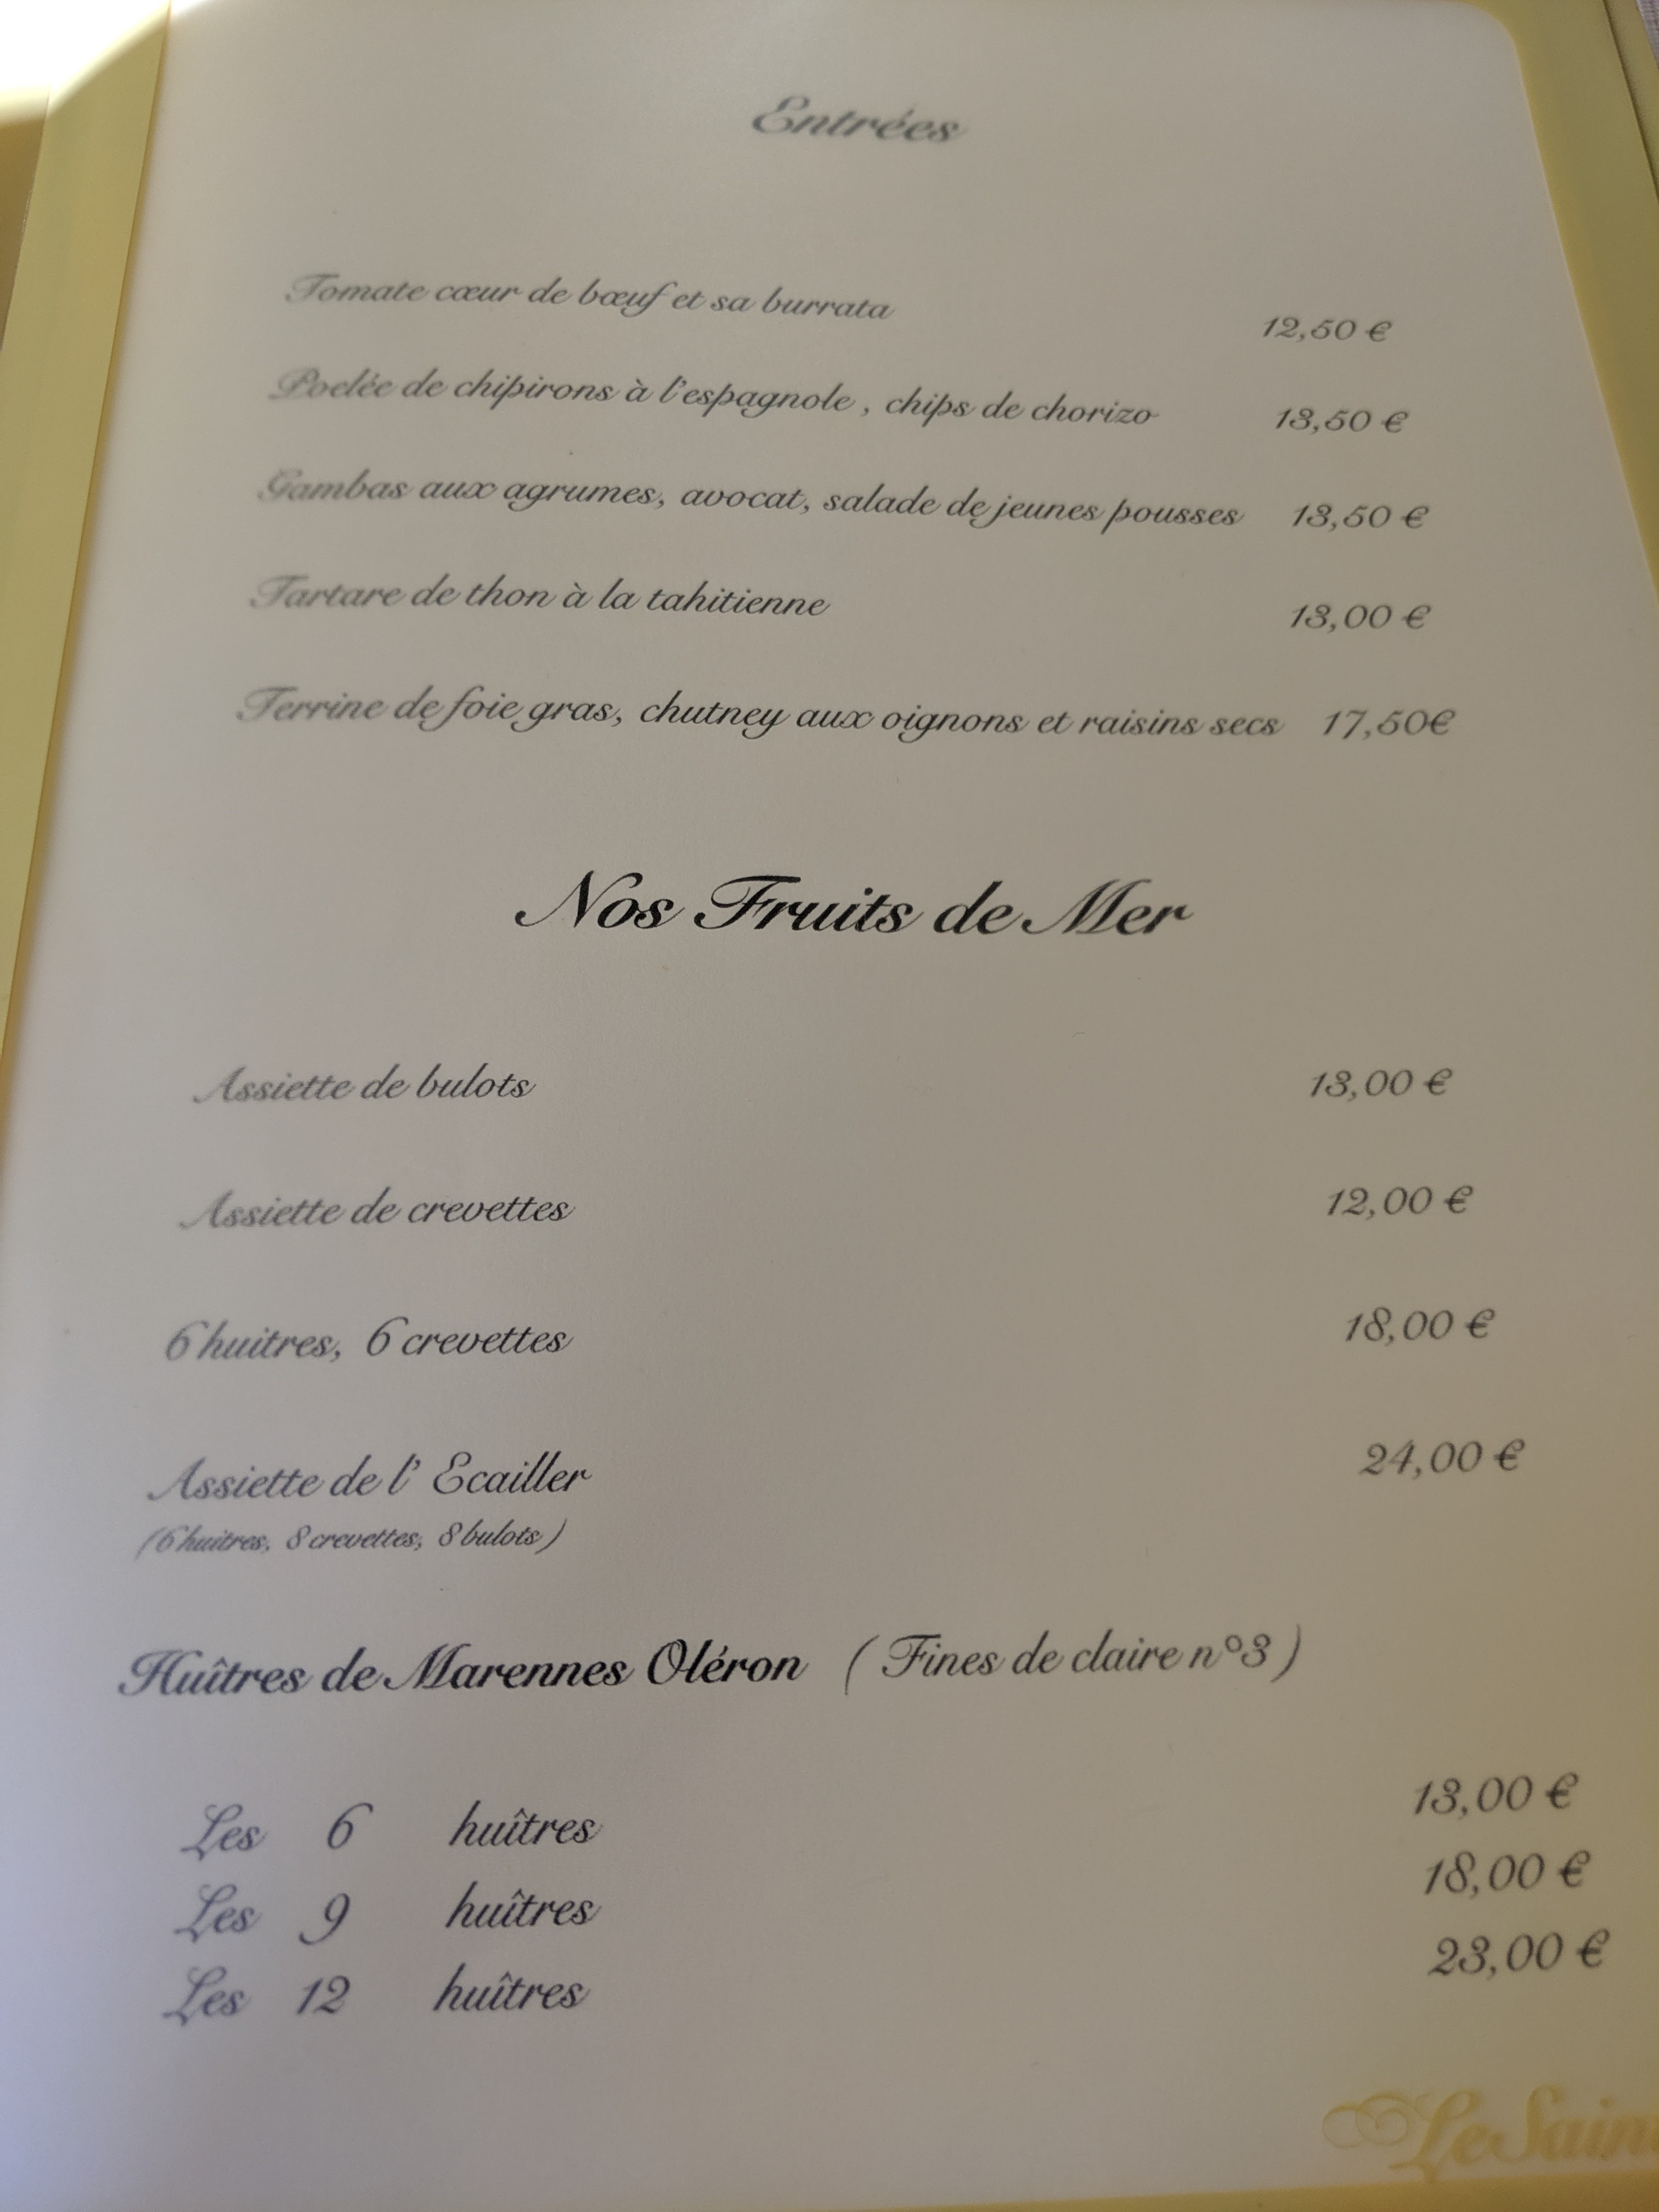 Entrées
Tomate cœur de bœuf et sa burrata 12,50 €
Poelée de chipirons à l'espagnole , chips de chorizo 13,50 €
Gambas aux agrumes, avocat, salade de jeunes pousses 13,50 €
Tartare de thon à la tahitienne 13,00 €
Terrine de foie gras, chutney aux oignons et raisins secs 17,50€
Nos Fruits de Mer
Assiette de bulots 13,00 €
Assiette de crevettes 12,00 €
6 huitres, 6 crevettes 18,00 €
Assiette de l' Ecailler 24,00 €
(6 huitres, 8 crevettes, 8 bulots )
Huîtres de Marennes Oléron ( Fines de claire n°3 )
Les 6 huîtres 13,00 €
Les 9 huîtres 18,00 €
Les 12 huîtres 23,00 €
Le Sain